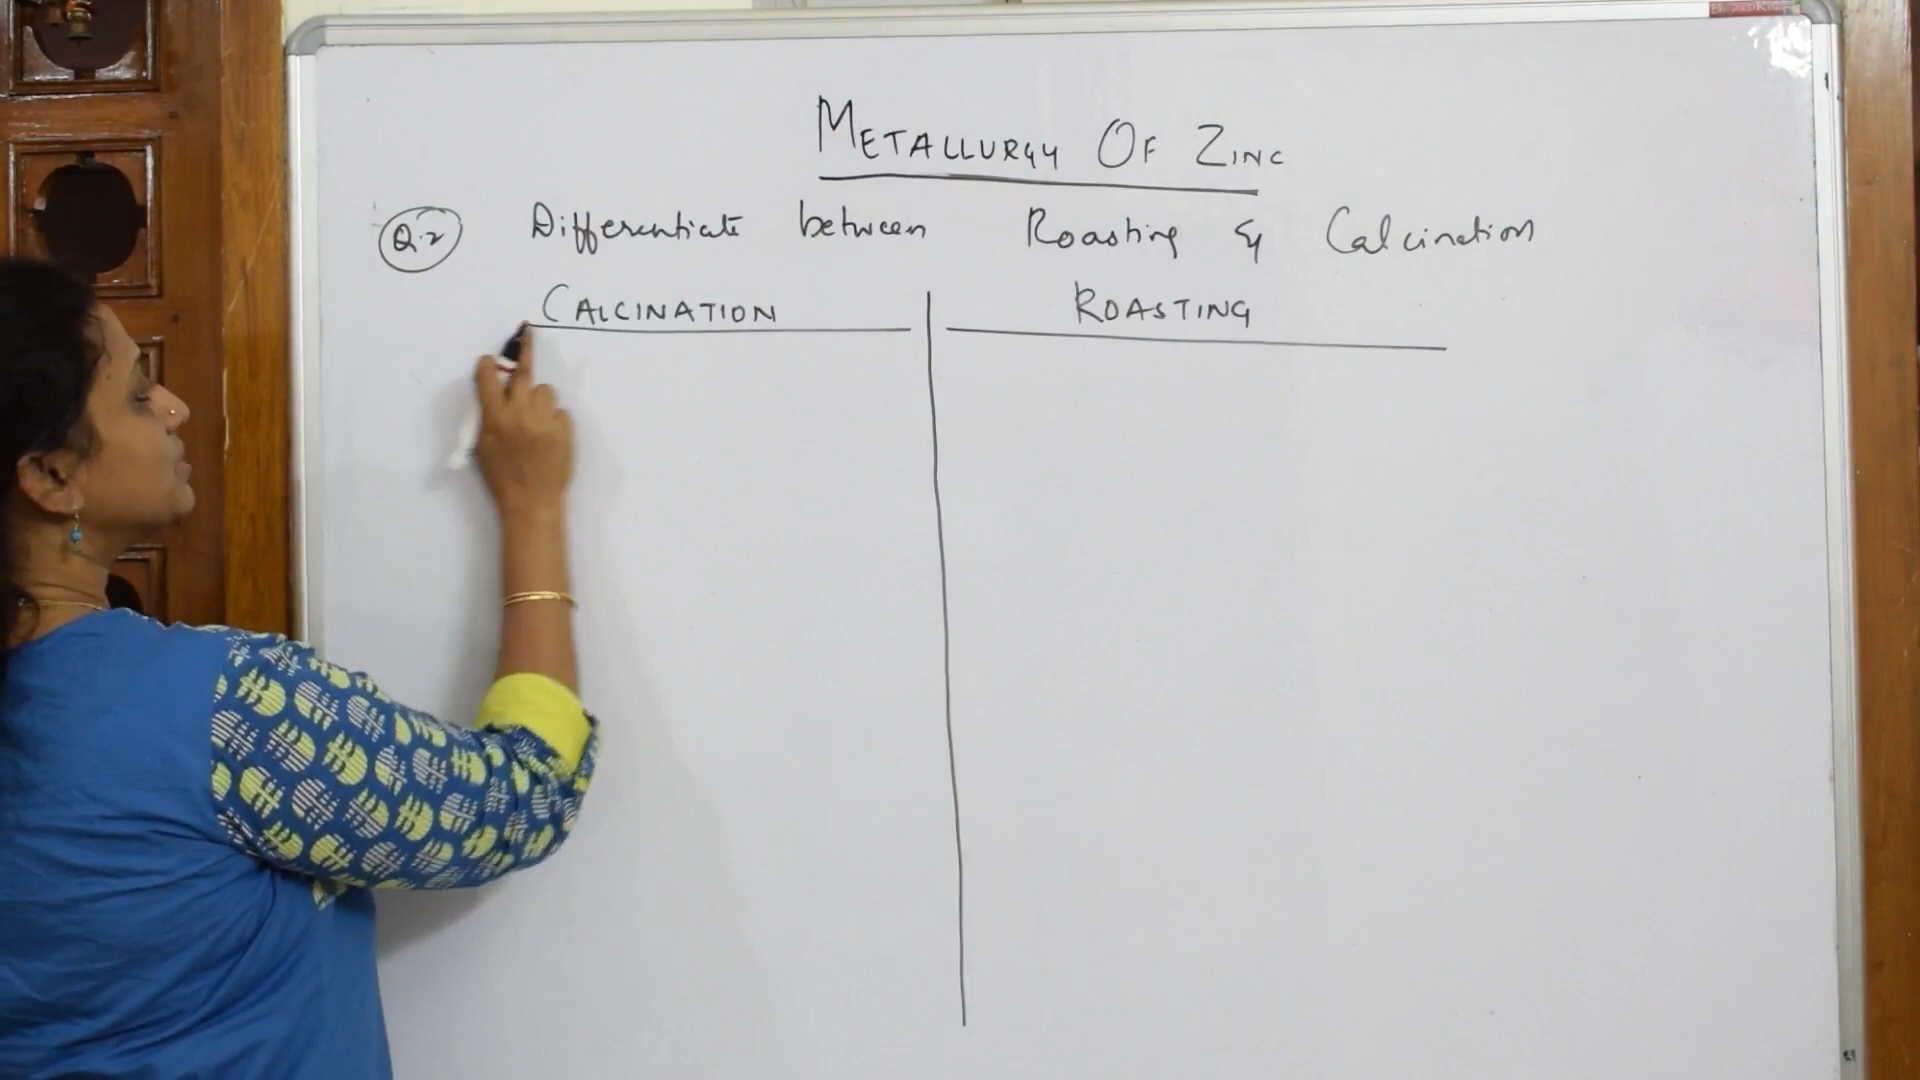 METALLURGY OF ZINC
Q.2 Differentiate between Roasting & Calcination
CALCINATION ROASTING